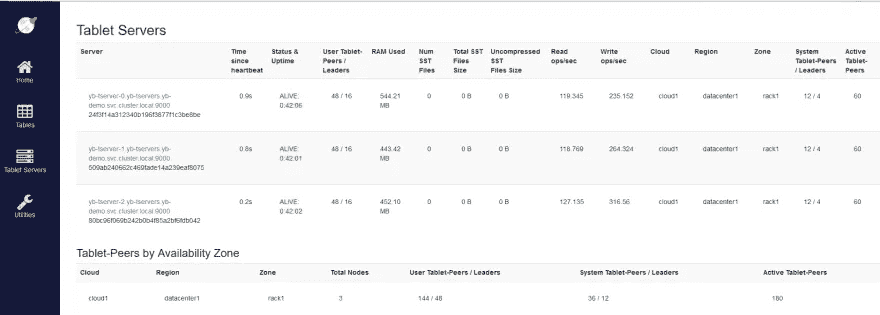 Tablet Servers
Server Time since heartbeat Status & Uptime User Tablet-Peers / Leaders RAM Used Num SST Files Total SST Files Size Uncompressed SST Files Size Read ops/sec Write ops/sec Cloud Region Zone System Tablet-Peers / Leaders Active Tablet-Peers
yb-tserver-0.yb-tservers.yb- 0.9s ALIVE: 48 / 16 544.21 0 0 B 0 B 119.345 235.152 cloud1 datacenter1 rack1 12 / 4 60
demo.svc.cluster.local:9000 0:42:06 MB
24f3f14a312340b196f3877f1c3be8be
yb-tserver-1.yb-tservers.yb- 0.8s ALIVE: 48 / 16 443.42 0 0 B 0 B 118.769 264.324 cloud1 datacenter1 rack1 12 / 4 60
demo.svc.cluster.local:9000 0:42:01 MB
509ab240662c469fade14a239eaf8075
yb-tserver-2.yb-tservers.yb- 0.2s ALIVE: 48 / 16 452.10 0 0 B 0 B 127.135 316.56 cloud1 datacenter1 rack1 12 / 4 60
demo.svc.cluster.local:9000 0:42:02 MB
Home
Tables
Tablet Servers
Utilities
Tablet-Peers by Availability Zone
Cloud Region Zone Total Nodes User Tablet-Peers / Leaders System Tablet-Peers / Leaders Active Tablet-Peers
cloud1 datacenter1 rack1 3 144 / 48 36 / 12 180